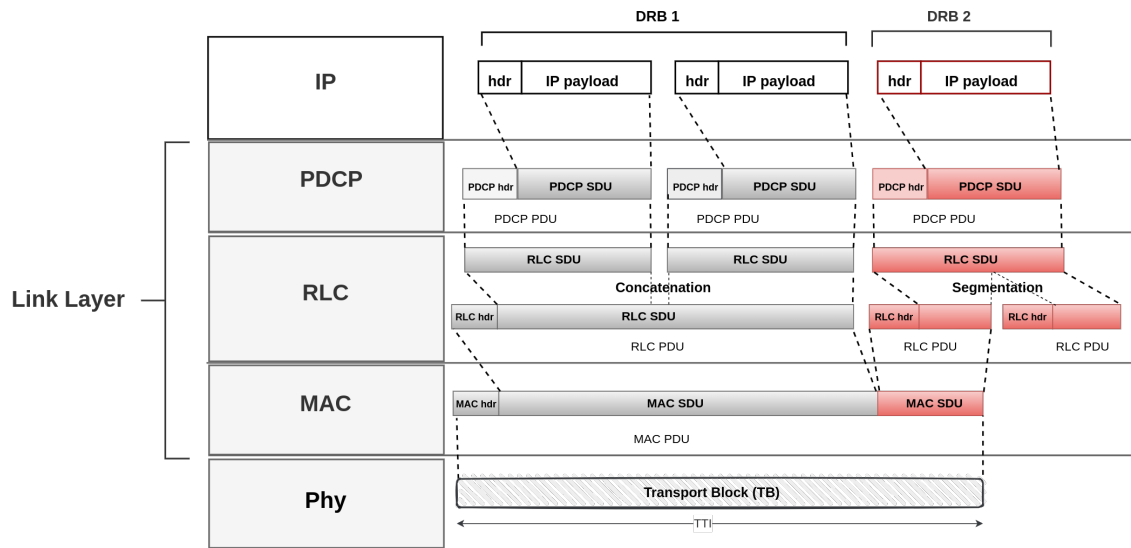 DRB 1
DRB 2
IP
hdr
IP payload
hdr
IP payload
hdr
IP payload
PDCP
PDCP hdr
PDCP SDU
PDCP hdr
PDCP SDU
PDCP hdr
PDCP SDU
PDCP PDU
PDCP PDU
PDCP PDU
Link Layer
RLC
RLC SDU
RLC SDU
RLC SDU
Concatenation
Segmentation
RLC hdr
RLC SDU
RLC hdr
RLC hdr
RLC PDU
RLC PDU
RLC PDU
MAC
MAC hdr
MAC SDU
MAC SDU
MAC PDU
Phy
Transport Block (TB)
TTI